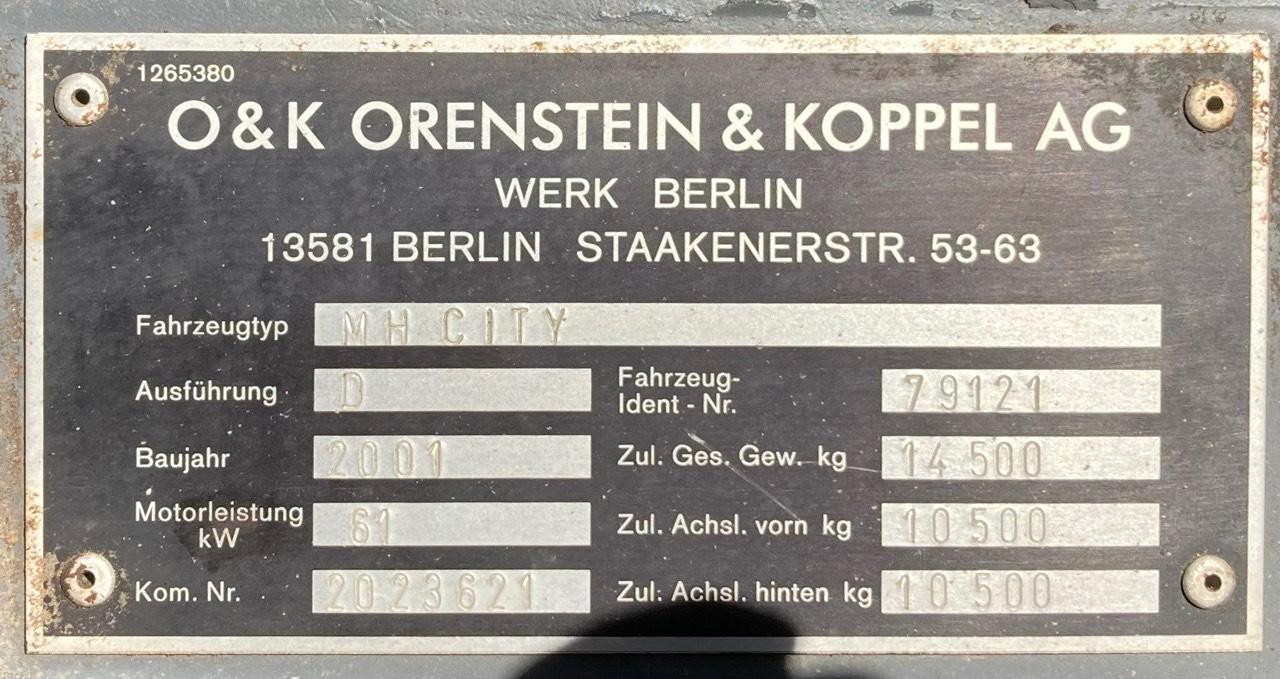 1265380
O & K ORENSTEIN & KOPPEL AG
WERK BERLIN
13581 BERLIN STAAKENERSTR. 53-63
Fahrzeugtyp MH CITY
Ausführung D Fahrzeug-
Ident - Nr. 79121
Baujahr 2001 Zul. Ges. Gew. kg 14 500
Motorleistung
kW 61 Zul. Achsl. vorn kg 10 500
Kom. Nr. 2023621 Zul. Achsl. hinten kg 10 500